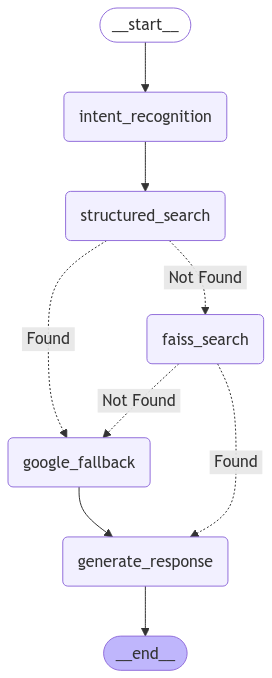 __start__
intent_recognition
structured_search
Not Found
Found
faiss_search
Not Found
Found
google_fallback
generate_response
__end__